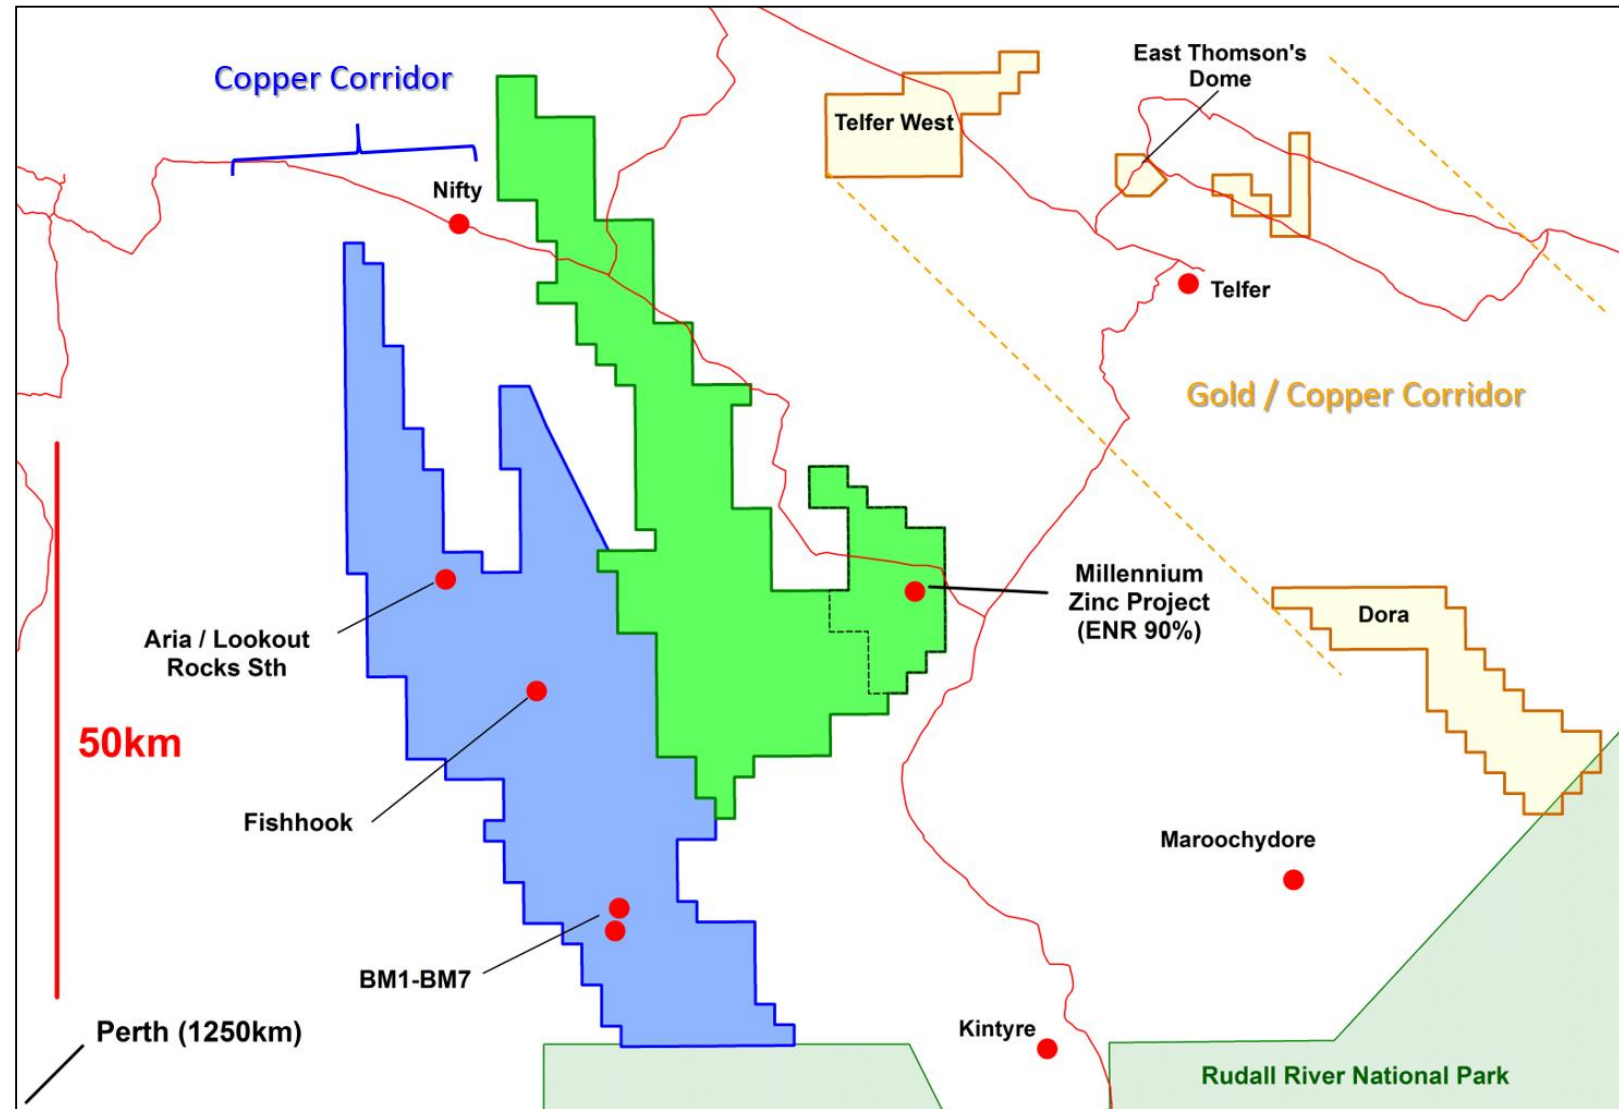 Copper Corridor
East Thomson's
Dome
Telfer West
Nifty
Telfer
Gold / Copper Corridor
Millennium
Zinc Project
(ENR 90%)
Dora
Aria / Lookout
Rocks Sth
50km
Fishhook
Maroochydore
BM1-BM7
Perth (1250km)
Kintyre
Rudall River National Park